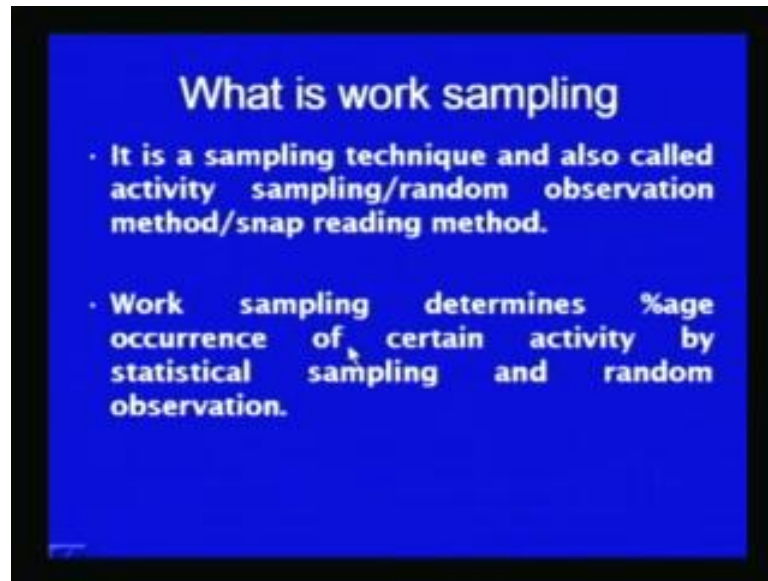 What is work sampling
· It is a sampling technique and also called
activity sampling/random observation
method/snap reading method.
· Work sampling determines %age
occurrence of certain activity by
statistical sampling and random
observation.